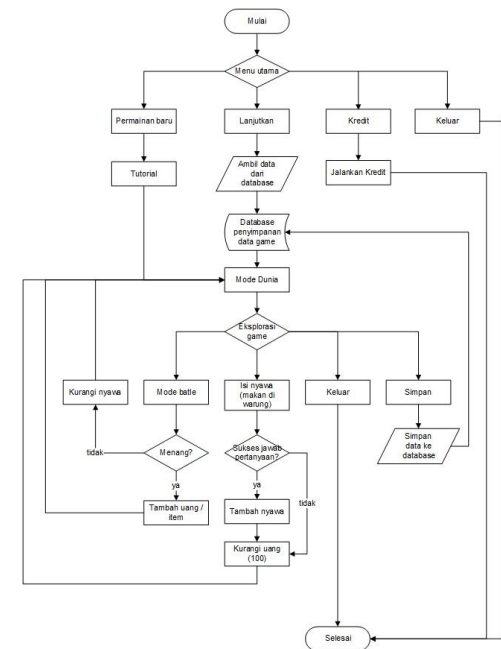 Mulai
Menu utama
Permainan baru
Lanjutkan
Kredit
Keluar
Tutorial
Ambil data
dari
database
Jalankan Kredit
Database
penyimpanan
data game
Mode Dunia
Eksplorasi
game
Kurangi nyawa
Mode batle
Isi nyawa
(makan di
warung)
Keluar
Simpan
tidak
Menang?
Sukses jawab
pertanyaan?
Simpan
data ke
database
ya
ya
tidak
Tambah uang /
item
Tambah nyawa
Kurangi uang
(100)
Selesai